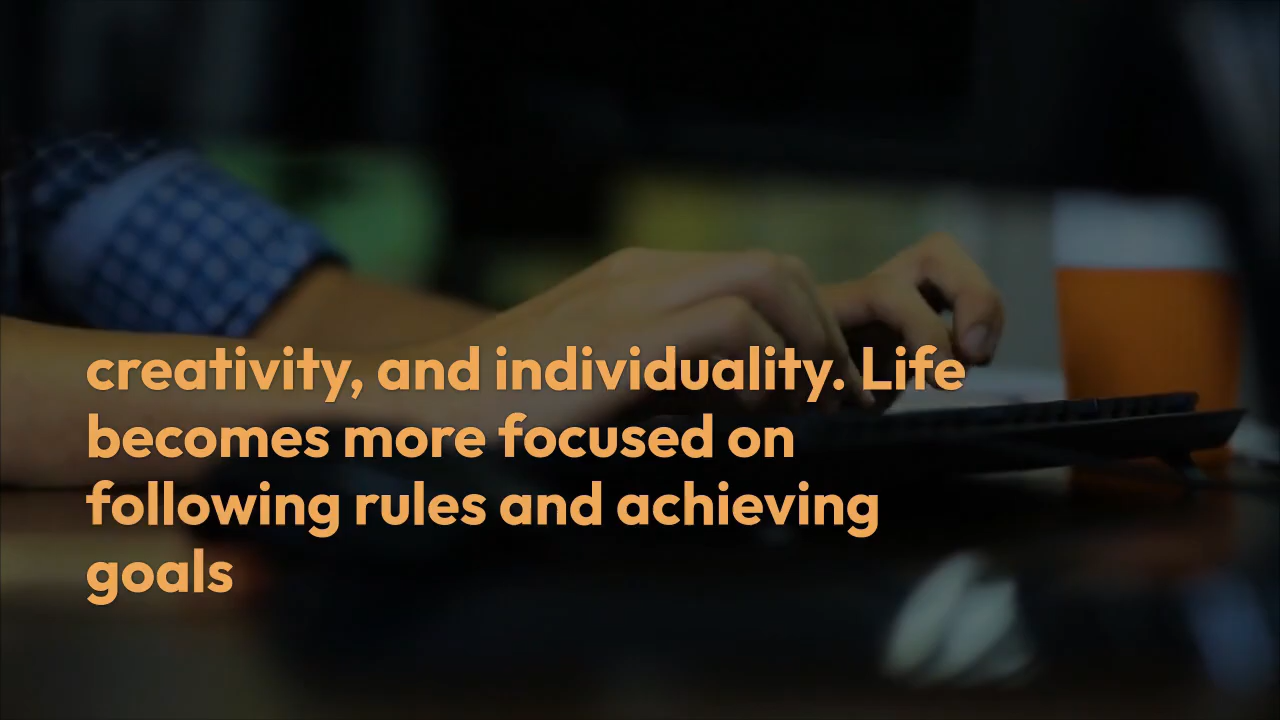 creativity, and individuality. Life
becomes more focused on
following rules and achieving
goals